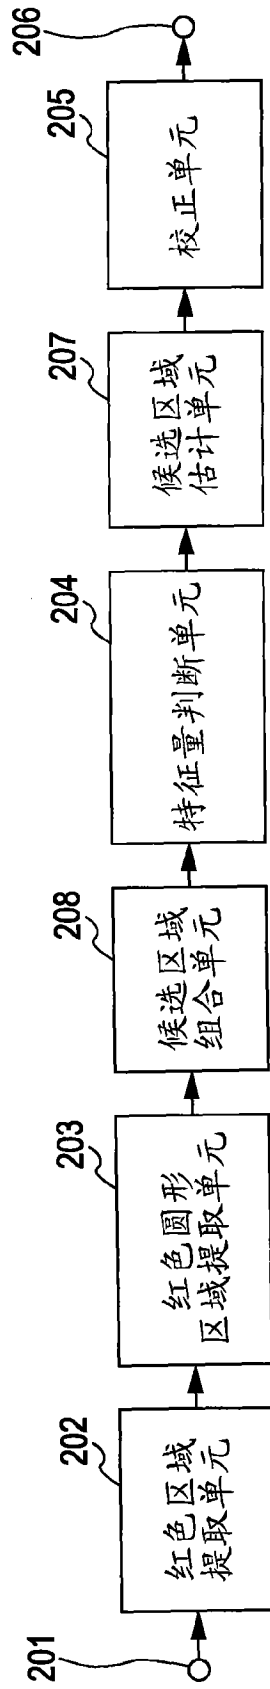 201
202
红色区域
提取单元
203
红色圆形
区域提取单元
208
候选区域
组合单元
204
特征量判断单元
207
候选区域
估计单元
205
校正单元
206